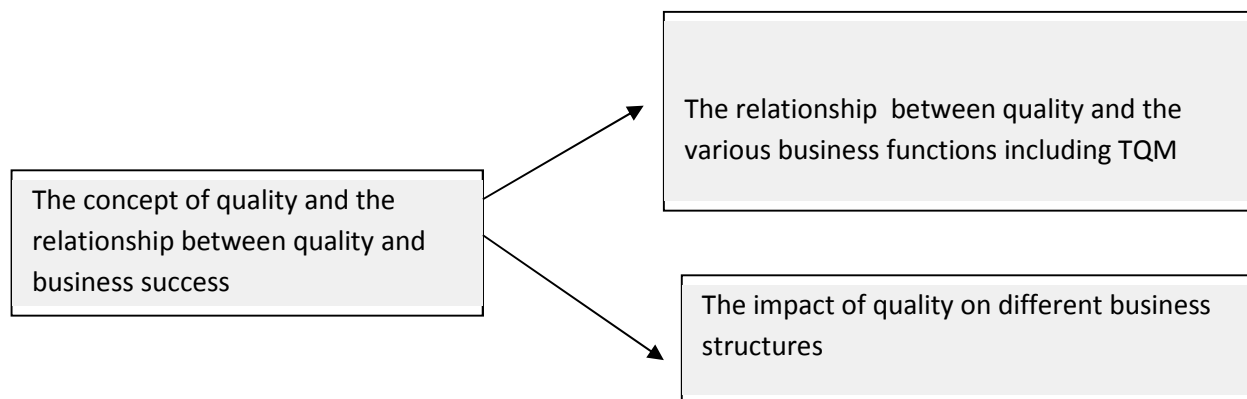 The concept of quality and the
relationship between quality and
business success
The relationship  between quality and the
various business functions including TQM
The impact of quality on different business
structures